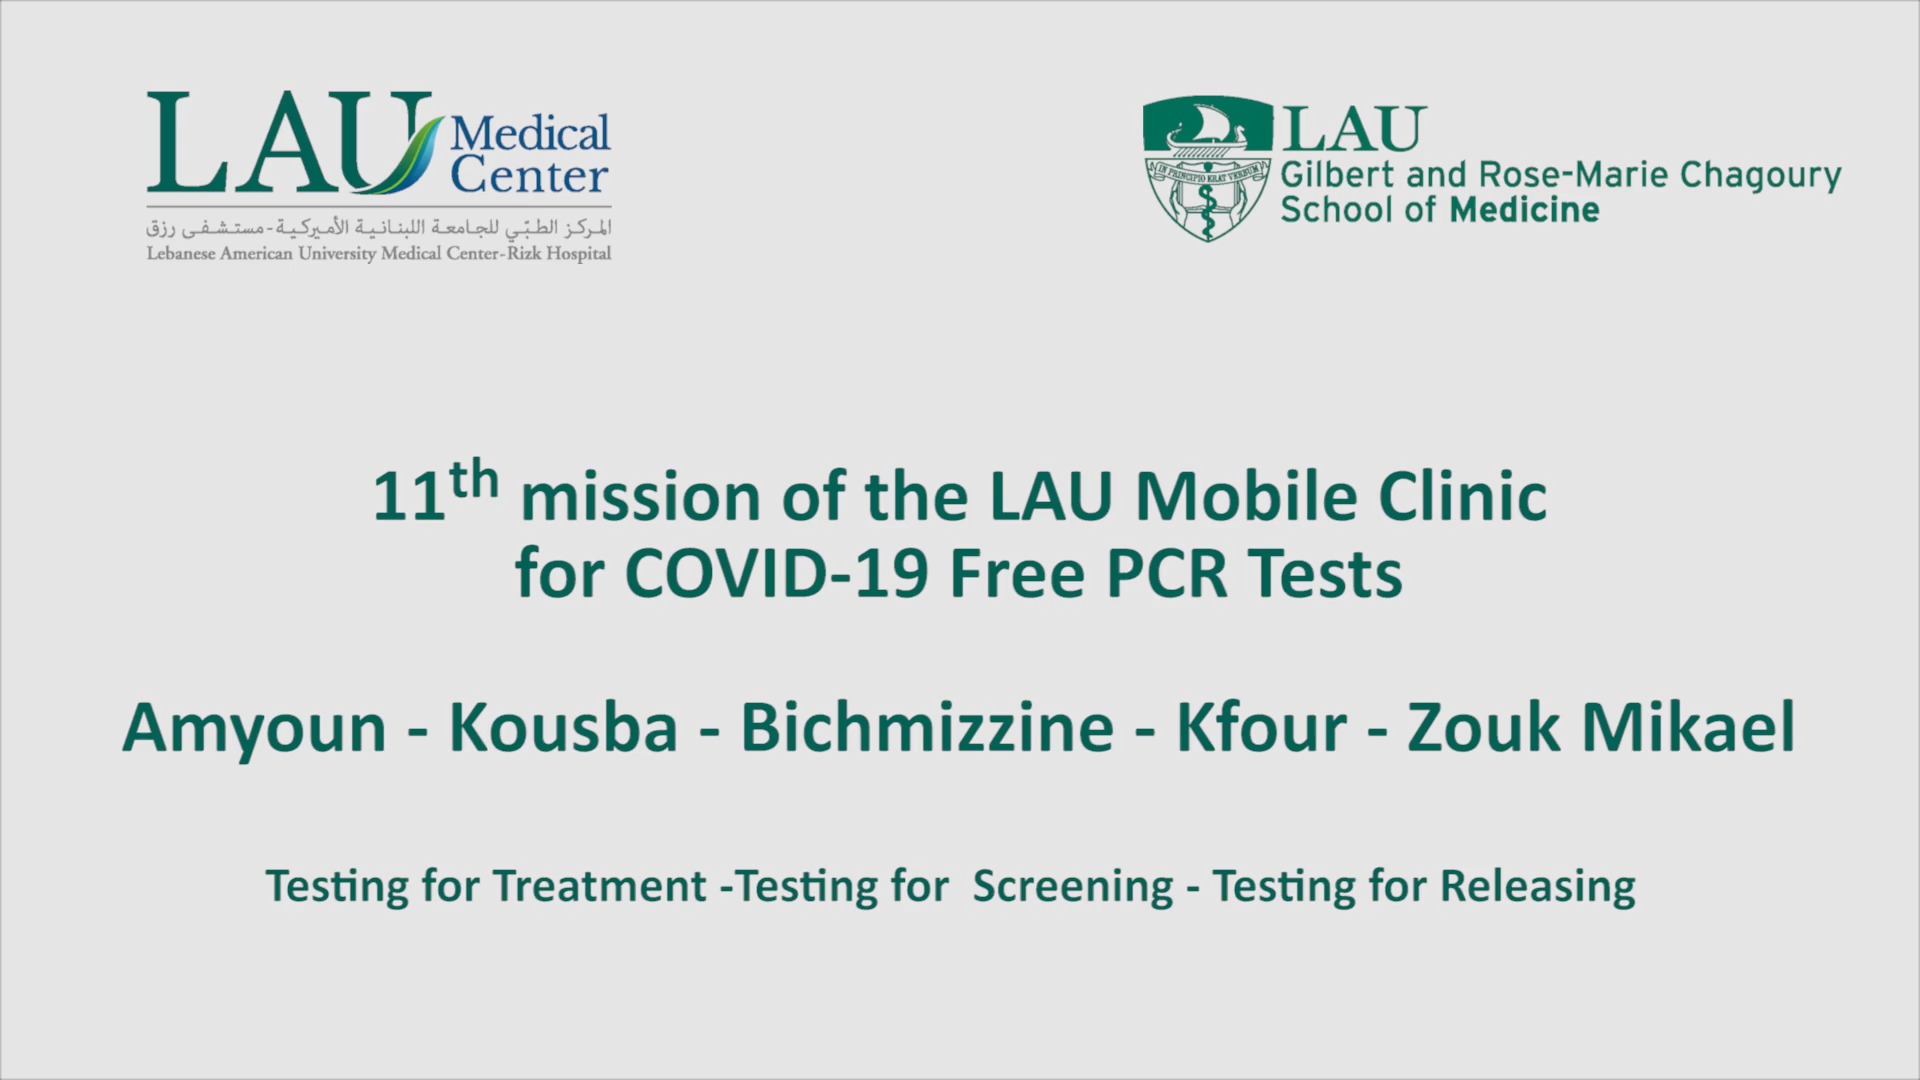 LAU Medical
Center
المركز الطبّي للجامعة اللبنانية الأميركية - مستشفى رزق
Lebanese American University Medical Center-Rizk Hospital
LAU
Gilbert and Rose-Marie Chagoury
School of Medicine
IN PRINCIPIO ERAT VERBUM
11th mission of the LAU Mobile Clinic
for COVID-19 Free PCR Tests
Amyoun - Kousba - Bichmizzine - Kfour - Zouk Mikael
Testing for Treatment -Testing for  Screening - Testing for Releasing